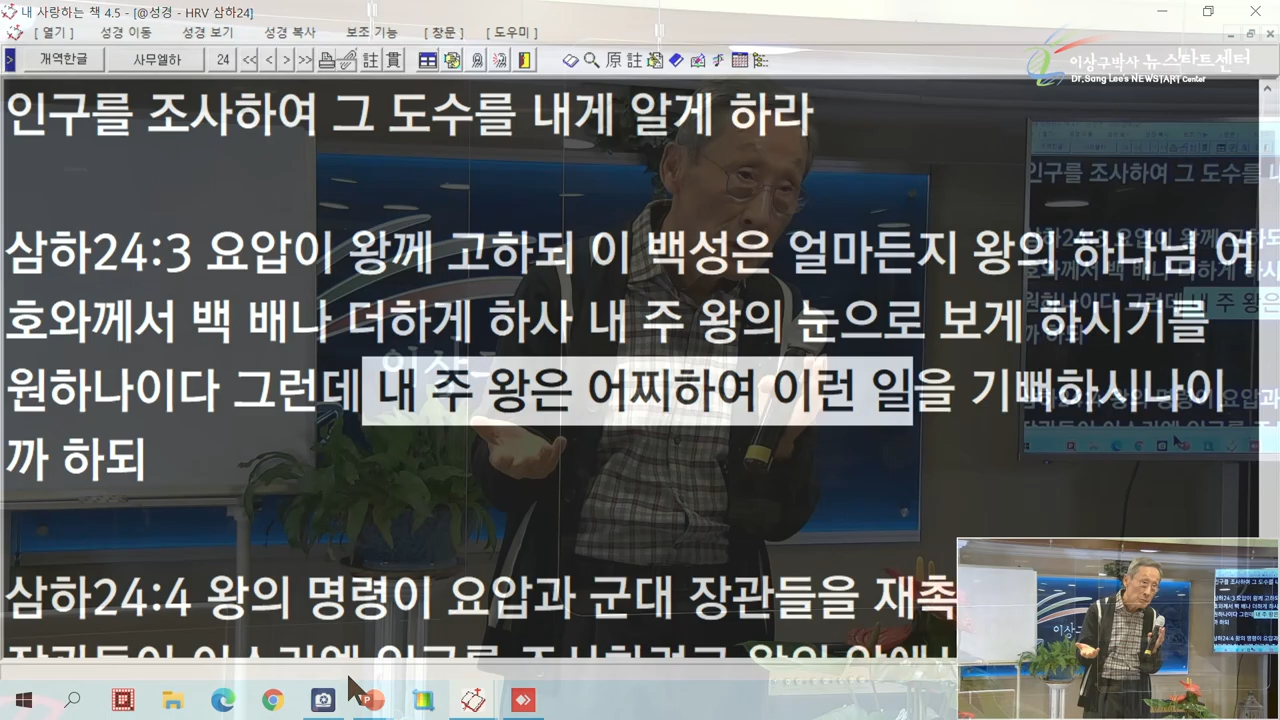 내 사랑하는 책 4.5 - [@성경 - HRV 삼하24]
[ 열기 ] 성경 이동 성경 보기 성경 복사 보조 기능 [ 창문 ] [ 도우미 ]
개역한글 사무엘하 24 << < > >> 註 貫 原 註
이상구박사 뉴스타트센터
Dr.Sang Lee's NEWSTART Center
인구를 조사하여 그 도수를 내게 알게 하라
삼하24:3 요압이 왕께 고하되 이 백성은 얼마든지 왕의 하나님 여
호와께서 백 배나 더하게 하사 내 주 왕의 눈으로 보게 하시기를
원하나이다 그런데 내 주 왕은 어찌하여 이런 일을 기뻐하시나이
까 하되
삼하24:4 왕의 명령이 요압과 군대 장관들을 재촉